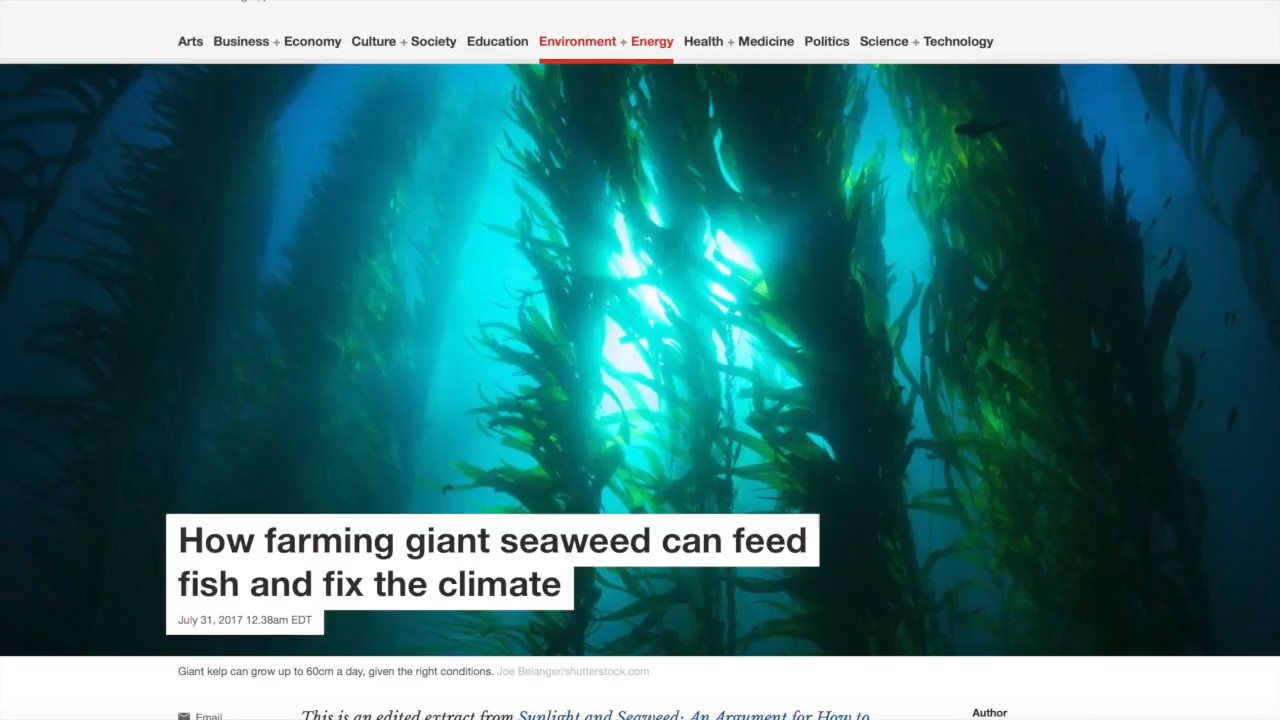 Arts Business + Economy Culture + Society Education Environment + Energy Health + Medicine Politics Science + Technology
How farming giant seaweed can feed
fish and fix the climate
July 31, 2017 12.38am EDT
Giant kelp can grow up to 60cm a day, given the right conditions. Joe Belanger/shutterstock.com
Email
This is an edited extract from Sunlight and Seaweed: An Argument for How to
Author